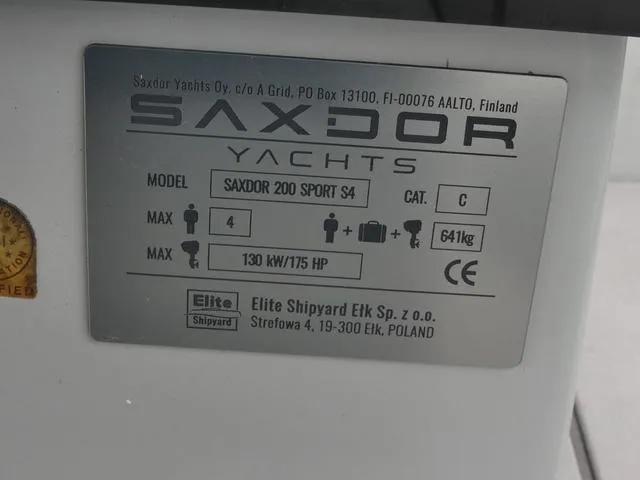 Saxdor Yachts Oy, c/o A Grid, PO Box 13100, FI-00076 AALTO, Finland
SAXDOR
YACHTS
MODEL SAXDOR 200 SPORT S4 CAT. C
MAX 4 + + 641kg
MAX 130 kW/175 HP CE
Elite Shipyard Elite Shipyard Ełk Sp. z o.o.
Strefowa 4, 19-300 Ełk, POLAND